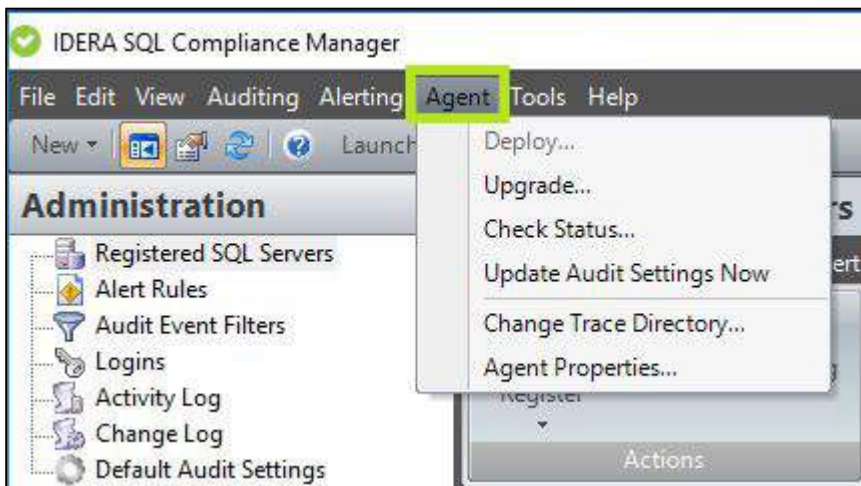 IDERA SQL Compliance Manager
File Edit View Auditing Alerting Agent Tools Help
New Launch
Deploy...
Upgrade...
Check Status...
Update Audit Settings Now
Change Trace Directory...
Agent Properties...
Administration
Registered SQL Servers
Alert Rules
Audit Event Filters
Logins
Activity Log
Change Log
Default Audit Settings
Register
Actions